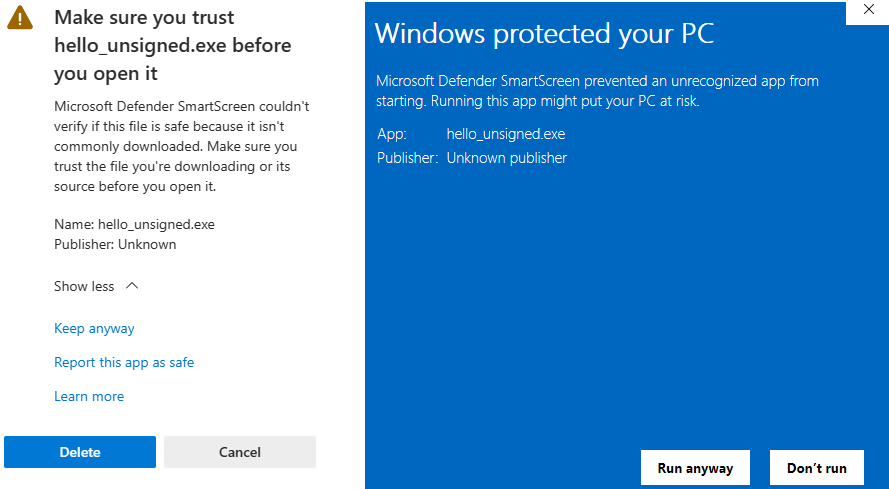 Make sure you trust
hello_unsigned.exe before
you open it
Microsoft Defender SmartScreen couldn't
verify if this file is safe because it isn't
commonly downloaded. Make sure you
trust the file you're downloading or its
source before you open it.
Name: hello_unsigned.exe
Publisher: Unknown
Show less
Keep anyway
Report this app as safe
Learn more
Delete
Cancel
Windows protected your PC
Microsoft Defender SmartScreen prevented an unrecognized app from
starting. Running this app might put your PC at risk.
App: hello_unsigned.exe
Publisher: Unknown publisher
Run anyway
Don’t run